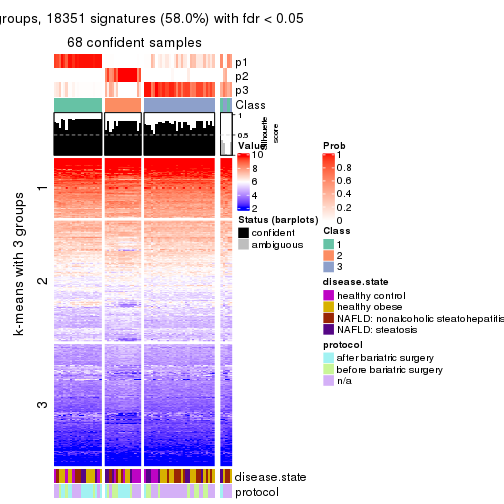 groups, 18351 signatures (58.0%) with fdr < 0.05
68 confident samples
p1
p2
p3
Class
1
0.5
0
Silhouette
score
k-means with 3 groups
1
2
3
disease.state
protocol
Value
10
8
6
4
2
Status (barplots)
confident
ambiguous
Prob
1
0.8
0.6
0.4
0.2
0
Class
1
2
3
disease.state
healthy control
healthy obese
NAFLD: nonalcoholic steatohepatitis
NAFLD: steatosis
protocol
after bariatric surgery
before bariatric surgery
n/a